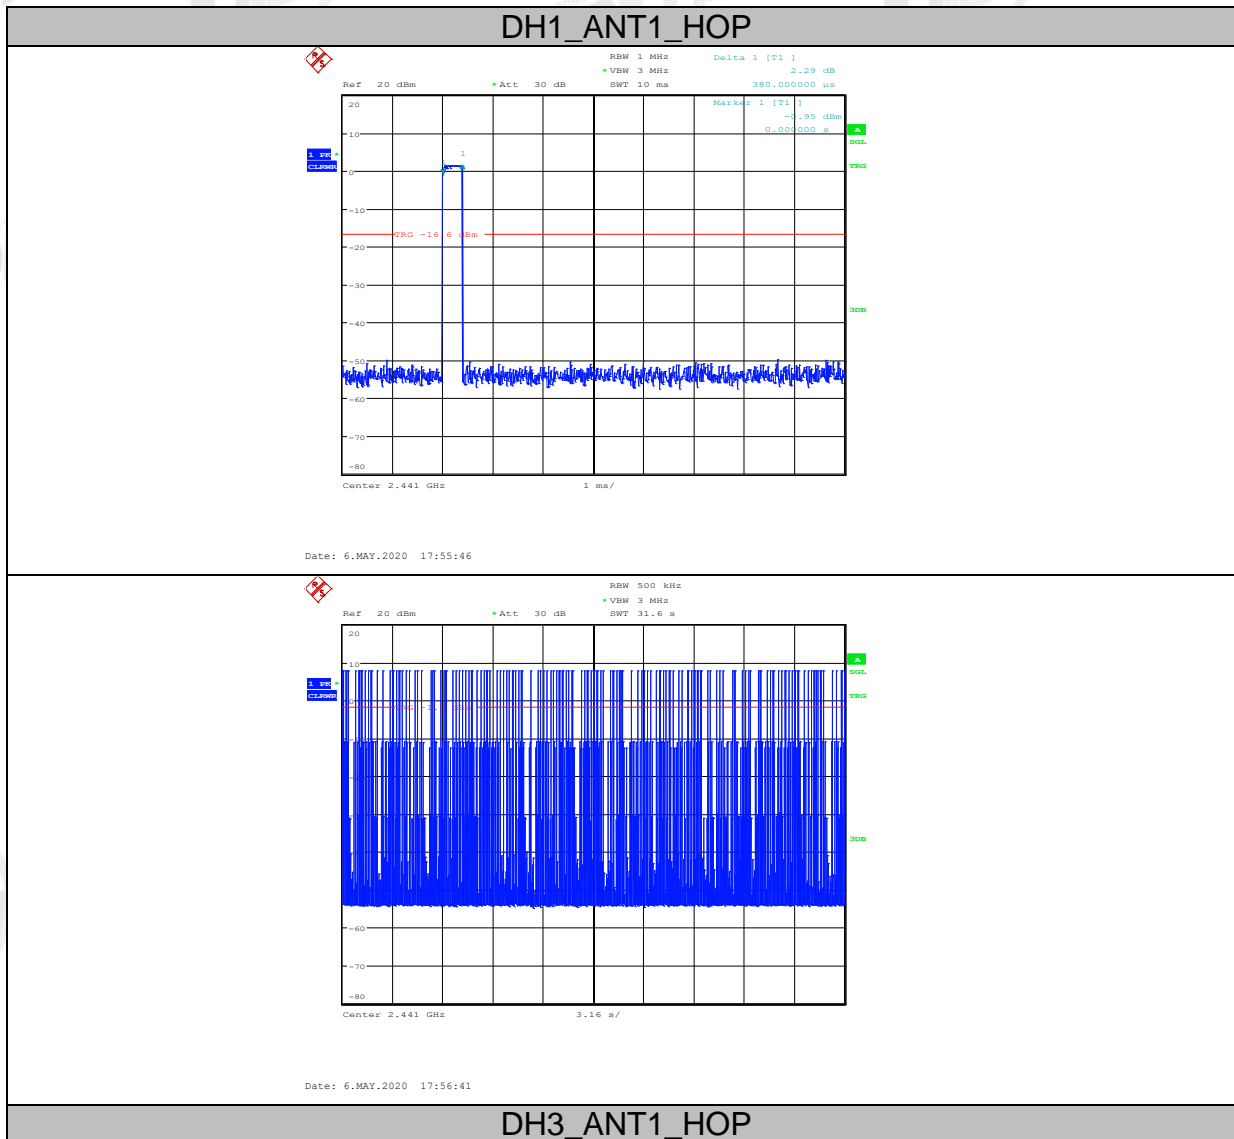 DH1_ANT1_HOP
RBW 1 MHz
Delta 1 [T1 ]
* VBW 3 MHz
2.29 dB
Ref 20 dBm
* Att 30 dB
SWT 10 ms
380.000000 µs
20
Marker 1 [T1 ]
-0.95 dBm
0.000000 s
A
10
SGL
1 PK *
1
CLRWR
TRG
0
-10
TRG -16.6 dBm
-20
-30
3DB
-40
-50
-60
-70
-80
Center 2.441 GHz
1 ms/
Date: 6.MAY.2020 17:55:46
RBW 500 kHz
* VBW 3 MHz
Ref 20 dBm
* Att 30 dB
SWT 31.6 s
20
A
10
SGL
1 PK *
CLRWR
TRG
0
3DB
-60
-70
-80
Center 2.441 GHz
3.16 s/
Date: 6.MAY.2020 17:56:41
DH3_ANT1_HOP